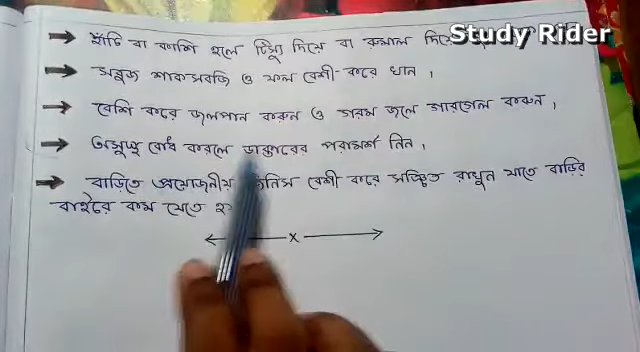 হাঁচি বা কাশি হলে টিস্যু দিয়ে বা রুমাল দিয়ে
Study Rider
সবুজ শাকসবজি ও ফল বেশী করে খান ।
বেশি করে জলপান করুন ও গরম জলে গারগেল করুন ।
অসুস্থ বোধ করলে ডাক্তারের পরামর্শ নিন ।
বাড়িতে প্রয়োজনীয় জিনিস বেশী করে সঞ্চিত রাখুন যাতে বাড়ির
বাইরে কম যেতে হয়
x